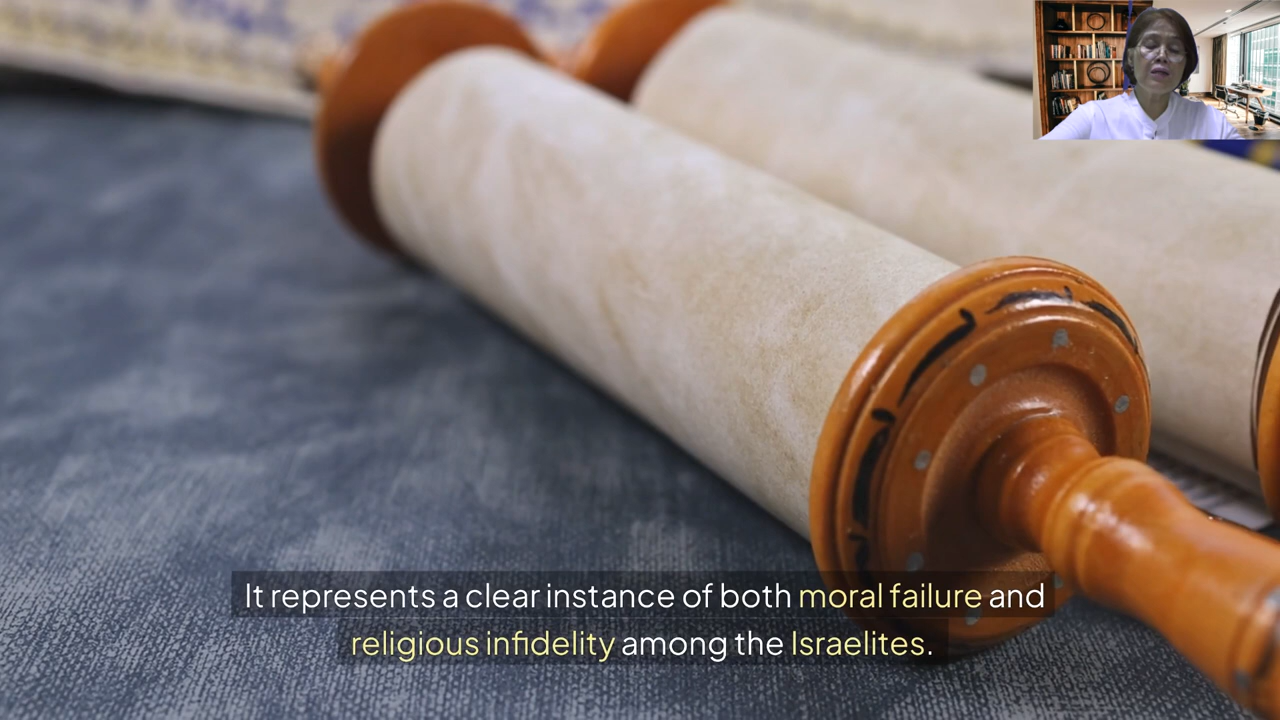 It represents a clear instance of both moral failure and
religious infidelity among the Israelites.